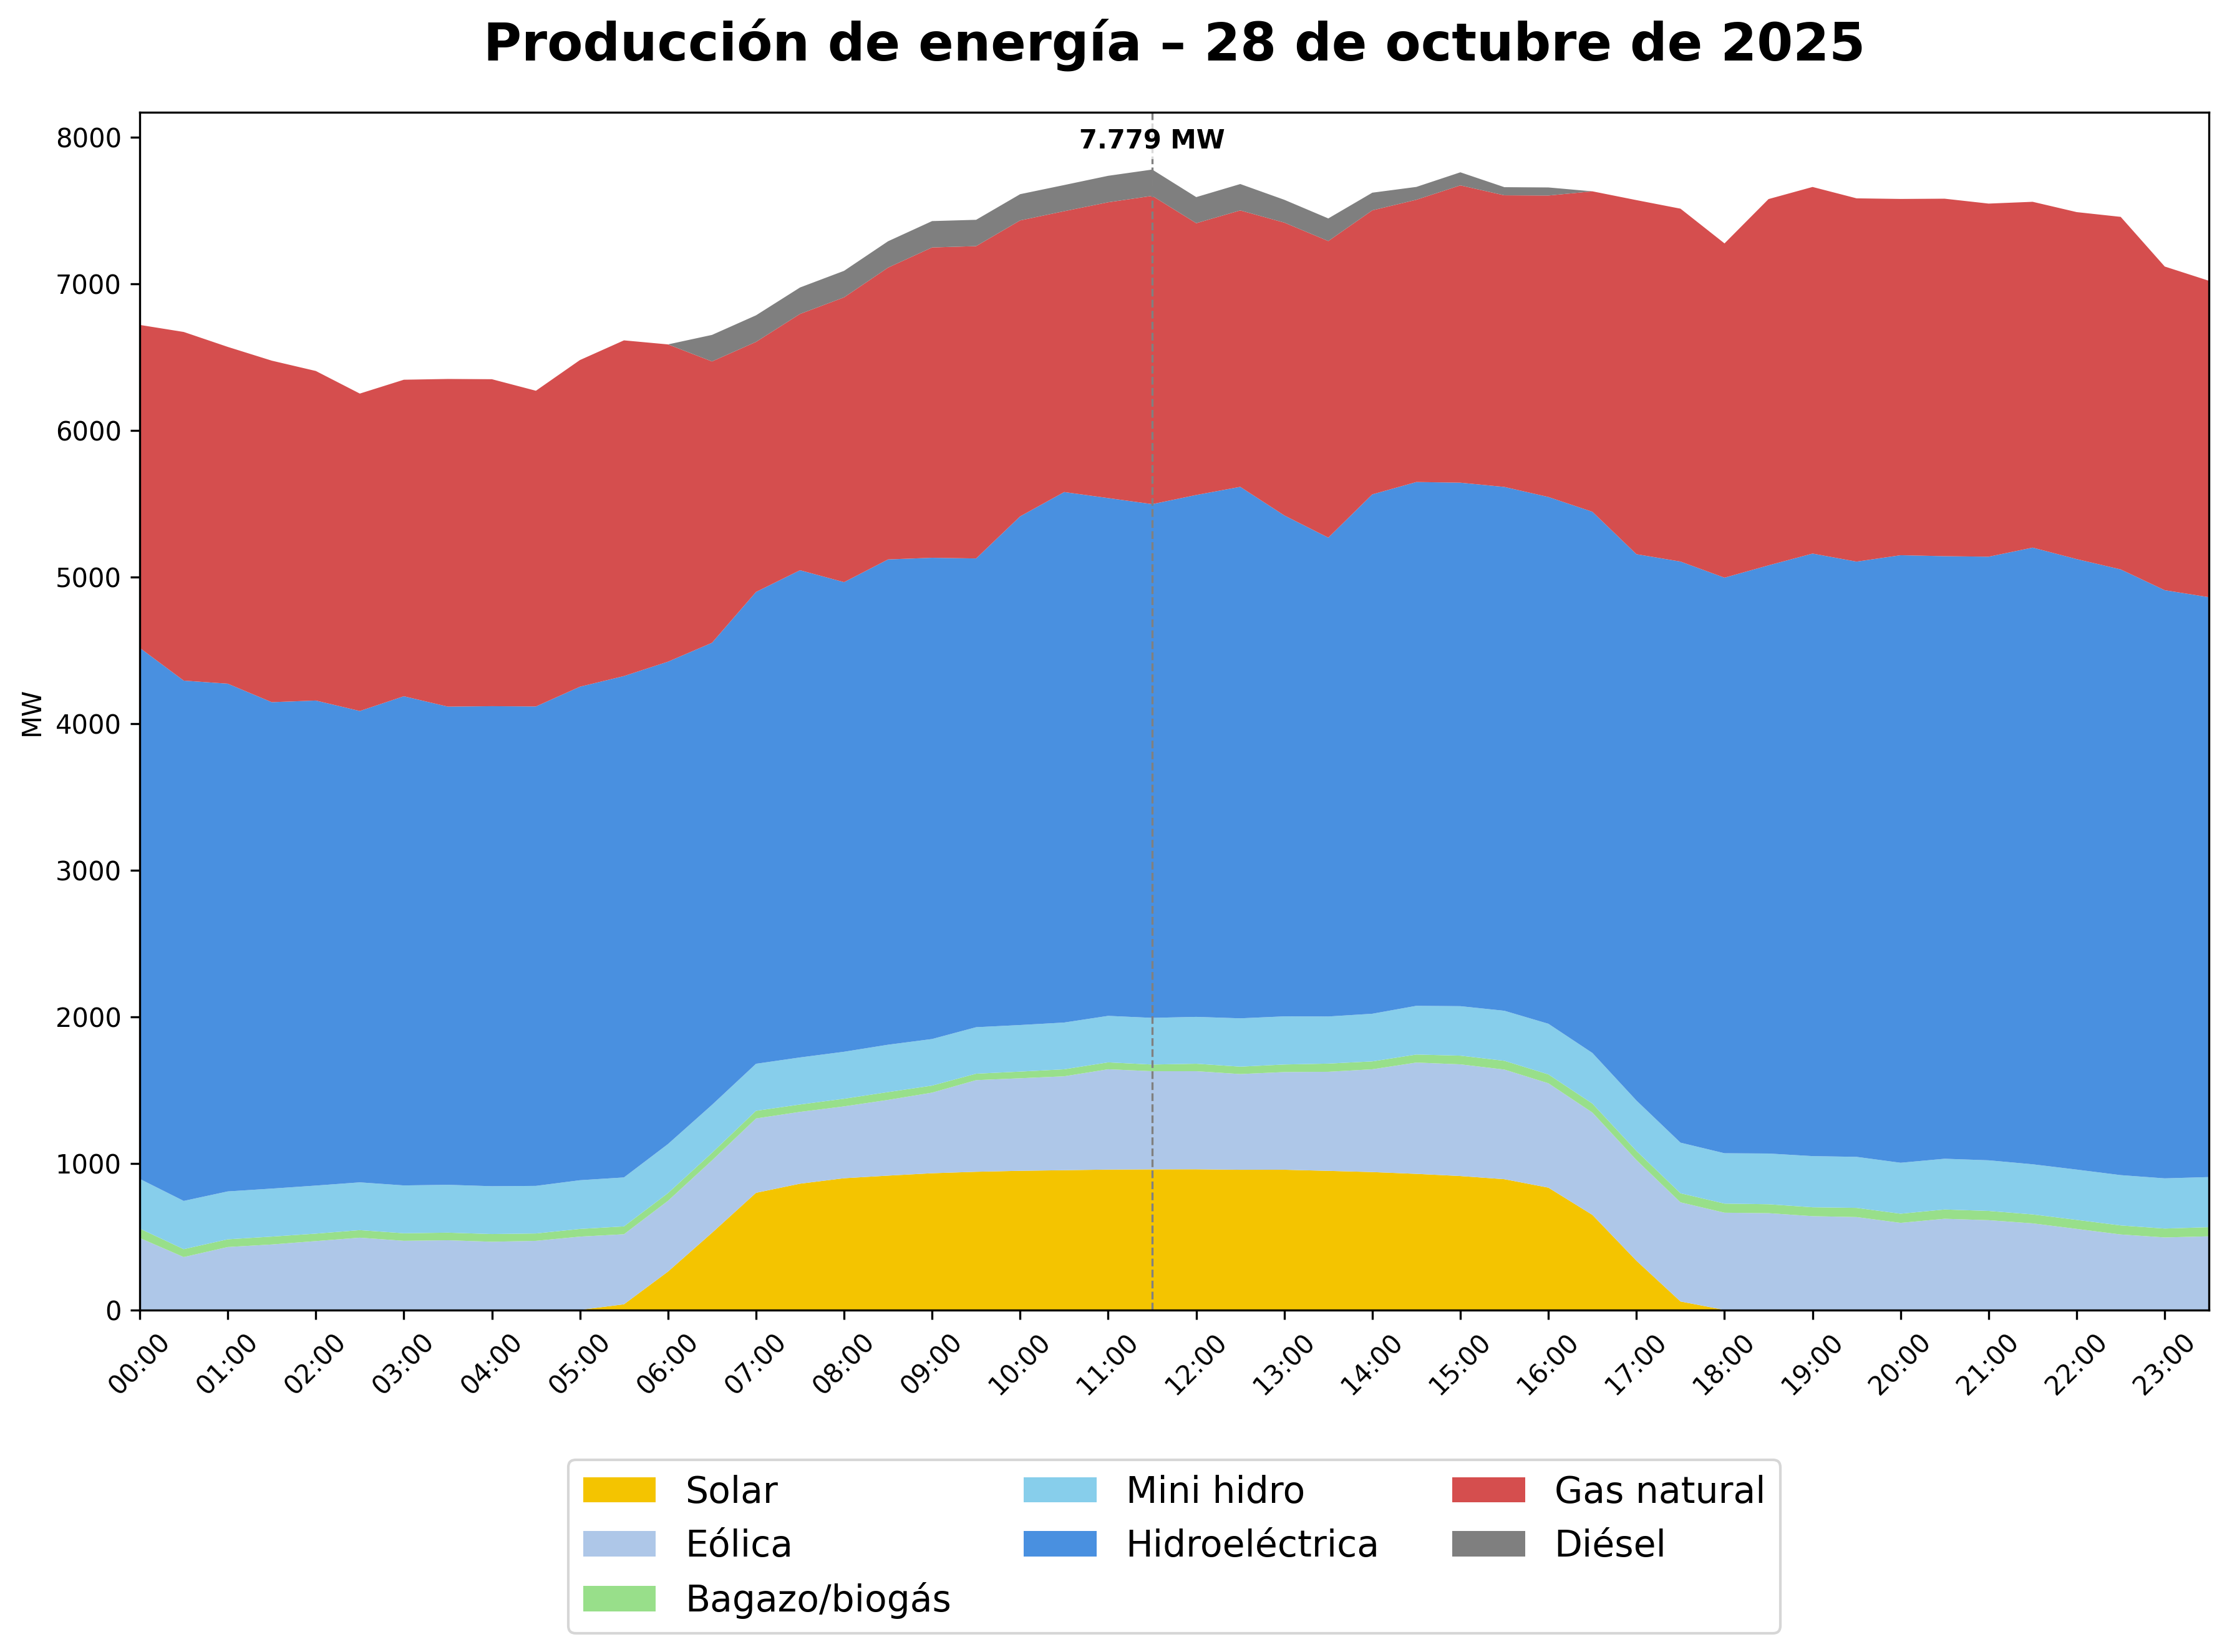 Producción de energía – 28 de octubre de 2025
8000
7.779 MW
7000
6000
5000
4000
MW
3000
2000
1000
0
00:00 01:00 02:00 03:00 04:00 05:00 06:00 07:00 08:00 09:00 10:00 11:00 12:00 13:00 14:00 15:00 16:00 17:00 18:00 19:00 20:00 21:00 22:00 23:00
Solar
Eólica
Bagazo/biogás
Mini hidro
Hidroeléctrica
Gas natural
Diésel